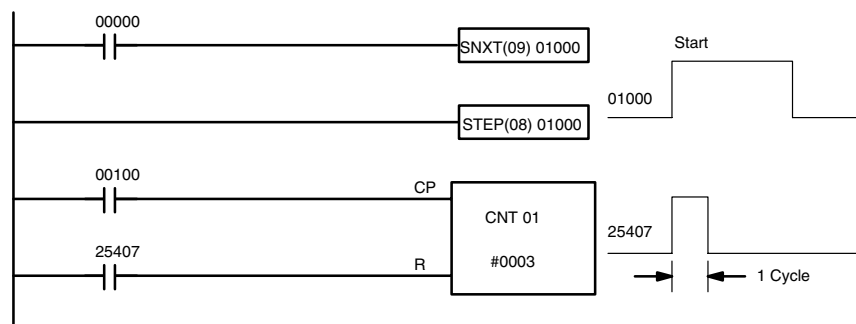 00000
SNXT(09) 01000
Start
01000
STEP(08) 01000
00100
CP
CNT 01
25407
25407
R
#0003
1 Cycle